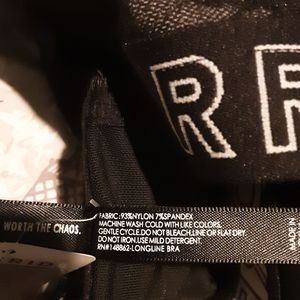 R F
WORTH THE CHAOS.
FABRIC: 93%NYLON 7%SPANDEX
MACHINE WASH COLD WITH LIKE COLORS.
GENTLE CYCLE. DO NOT BLEACH. LINE OR FLAT DRY.
DO NOT IRON. USE MILD DETERGENT.
RN#148862-LONGLINE BRA
MADE IN